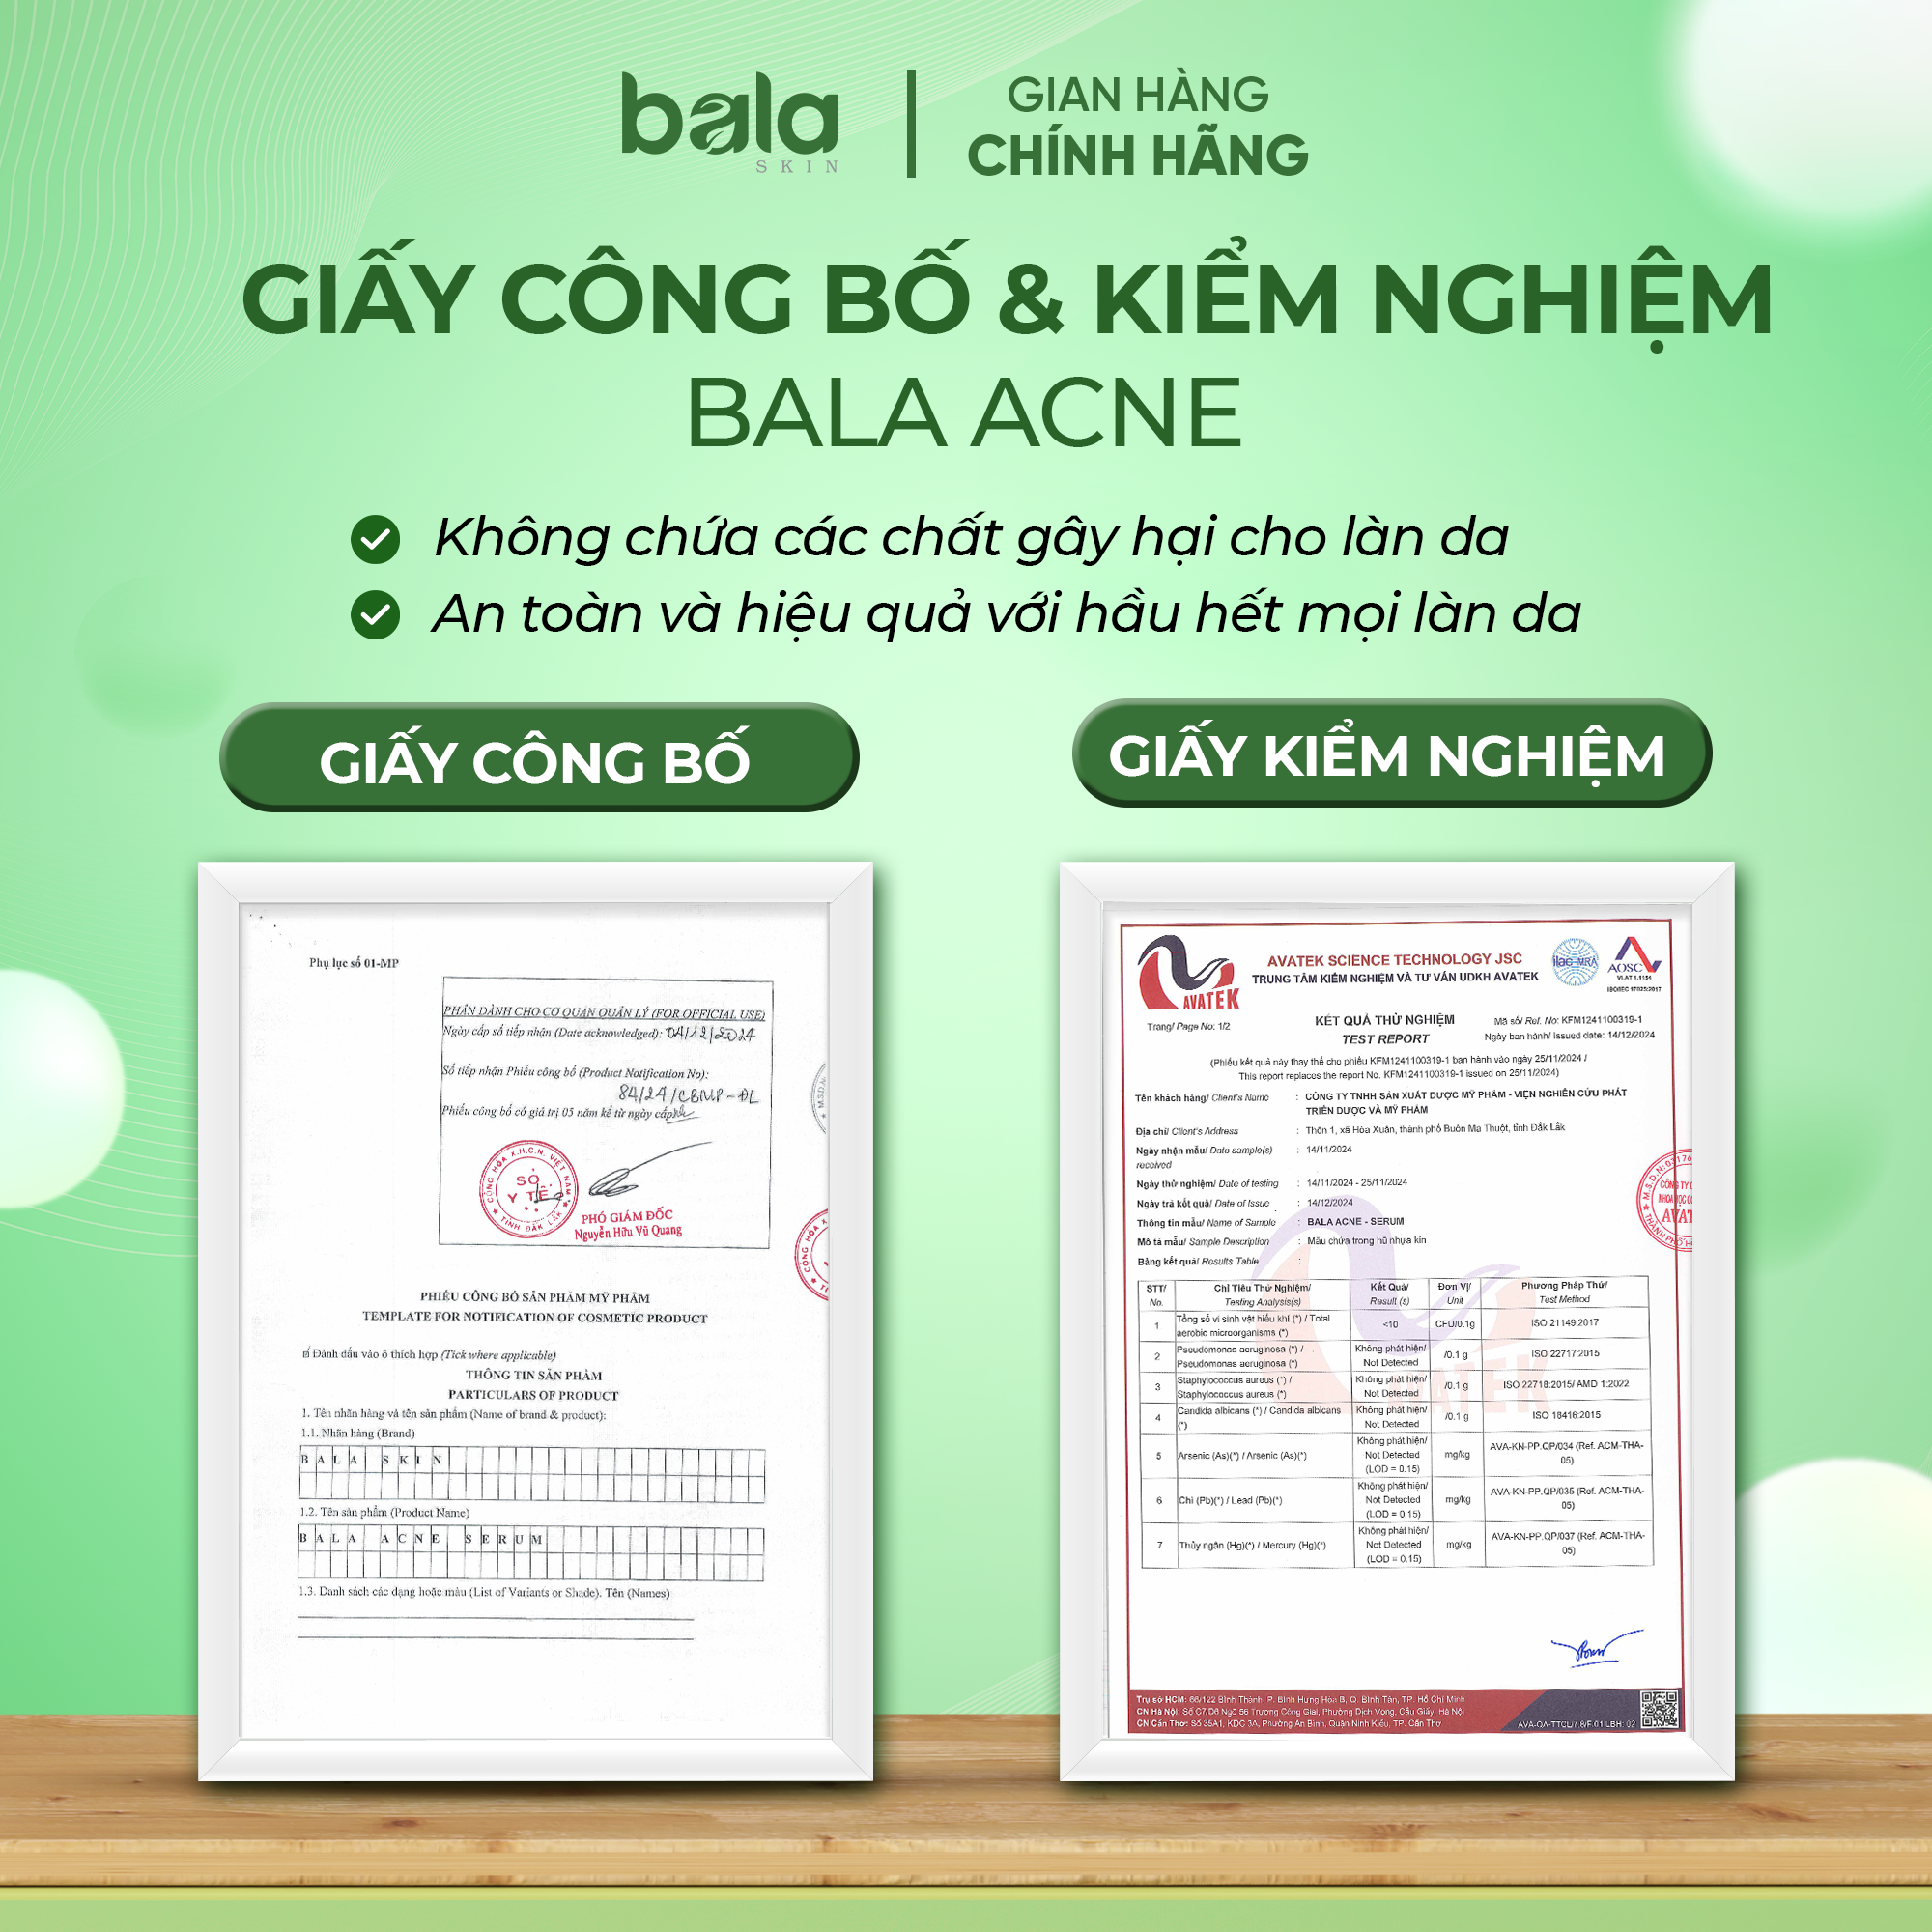 bala
SKIN
GIAN HÀNG
CHÍNH HÃNG
GIẤY CÔNG BỐ & KIỂM NGHIỆM
BALA ACNE
Không chứa các chất gây hại cho làn da
An toàn và hiệu quả với hầu hết mọi làn da
GIẤY CÔNG BỐ
Phụ lục số 01-MP
PHẦN DÀNH CHO CƠ QUAN QUẢN LÝ (FOR OFFICIAL USE)
Ngày cấp số tiếp nhận (Date acknowledged): 04/12/2024
Số tiếp nhận Phiếu công bố (Product Notification No):
84/24/CBMP-ĐL
Phiếu công bố có giá trị 05 năm kể từ ngày cấp
CỘNG HÒA X.H.C.N VIỆT NAM
SỞ
Y TẾ
TỈNH ĐẮK LẮK
PHÓ GIÁM ĐỐC
Nguyễn Hữu Vũ Quang
PHIẾU CÔNG BỐ SẢN PHẨM MỸ PHẨM
TEMPLATE FOR NOTIFICATION OF COSMETIC PRODUCT
Đánh dấu vào ô thích hợp (Tick where applicable)
THÔNG TIN SẢN PHẨM
PARTICULARS OF PRODUCT
1. Tên nhãn hàng và tên sản phẩm (Name of brand & product):
1.1. Nhãn hàng (Brand)
BALA SKIN
1.2. Tên sản phẩm (Product Name)
BALA ACNE SERUM
1.3. Danh sách các dạng hoặc màu (List of Variants or Shade). Tên (Names)
GIẤY KIỂM NGHIỆM
AVATEK
AVATEK SCIENCE TECHNOLOGY JSC
TRUNG TÂM KIỂM NGHIỆM VÀ TƯ VẤN UDKH AVATEK
ilac-MRA
AOSC
VLAT 1.1154
ISO/IEC 17025:2017
Trang/ Page No: 1/2
KẾT QUẢ THỬ NGHIỆM
TEST REPORT
Mã số/ Ref. No: KFM1241100319-1
Ngày ban hành/ Issued date: 14/12/2024
(Phiếu kết quả này thay thế cho phiếu KFM1241100319-1 ban hành vào ngày 25/11/2024 /
This report replaces the report No. KFM1241100319-1 issued on 25/11/2024)
Tên khách hàng/ Client's Name : CÔNG TY TNHH SẢN XUẤT DƯỢC MỸ PHẨM - VIỆN NGHIÊN CỨU PHÁT
TRIỂN DƯỢC VÀ MỸ PHẨM
Địa chỉ/ Client's Address : Thôn 1, xã Hòa Xuân, thành phố Buôn Ma Thuột, tỉnh Đắk Lắk
Ngày nhận mẫu/ Date sample(s) received : 14/11/2024
Ngày thử nghiệm/ Date of testing : 14/11/2024 - 25/11/2024
Ngày trả kết quả/ Date of Issue : 14/12/2024
Thông tin mẫu/ Name of Sample : BALA ACNE - SERUM
Mô tả mẫu/ Sample Description : Mẫu chứa trong hũ nhựa kín
Bảng kết quả/ Results Table :
STT/ No. Chỉ Tiêu Thử Nghiệm/ Testing Analysis(s) Kết Quả/ Result (s) Đơn Vị/ Unit Phương Pháp Thử/ Test Method
1 Tổng số vi sinh vật hiếu khí (*) / Total aerobic microorganisms (*) <10 CFU/0.1g ISO 21149:2017
2 Pseudomonas aeruginosa (*) / Pseudomonas aeruginosa (*) Không phát hiện/ Not Detected /0.1 g ISO 22717:2015
3 Staphylococcus aureus (*) / Staphylococcus aureus (*) Không phát hiện/ Not Detected /0.1 g ISO 22718:2015/ AMD 1:2022
4 Candida albicans (*) / Candida albicans (*) Không phát hiện/ Not Detected /0.1 g ISO 18416:2015
5 Arsenic (As)(*) / Arsenic (As)(*) Không phát hiện/ Not Detected (LOD = 0.15) mg/kg AVA-KN-PP.QP/034 (Ref. ACM-THA-05)
6 Chì (Pb)(*) / Lead (Pb)(*) Không phát hiện/ Not Detected (LOD = 0.15) mg/kg AVA-KN-PP.QP/035 (Ref. ACM-THA-05)
7 Thủy ngân (Hg)(*) / Mercury (Hg)(*) Không phát hiện/ Not Detected (LOD = 0.15) mg/kg AVA-KN-PP.QP/037 (Ref. ACM-THA-05)
Trụ sở HCM: 66/122 Bình Thành, P. Bình Hưng Hòa B, Q. Bình Tân, TP. Hồ Chí Minh
CN Hà Nội: Số C7/D6 Ngõ 56 Trương Công Giai, Phường Dịch Vọng, Cầu Giấy, Hà Nội
CN Cần Thơ: Số 35A1, KDC 3A, Phường An Bình, Quận Ninh Kiều, TP. Cần Thơ